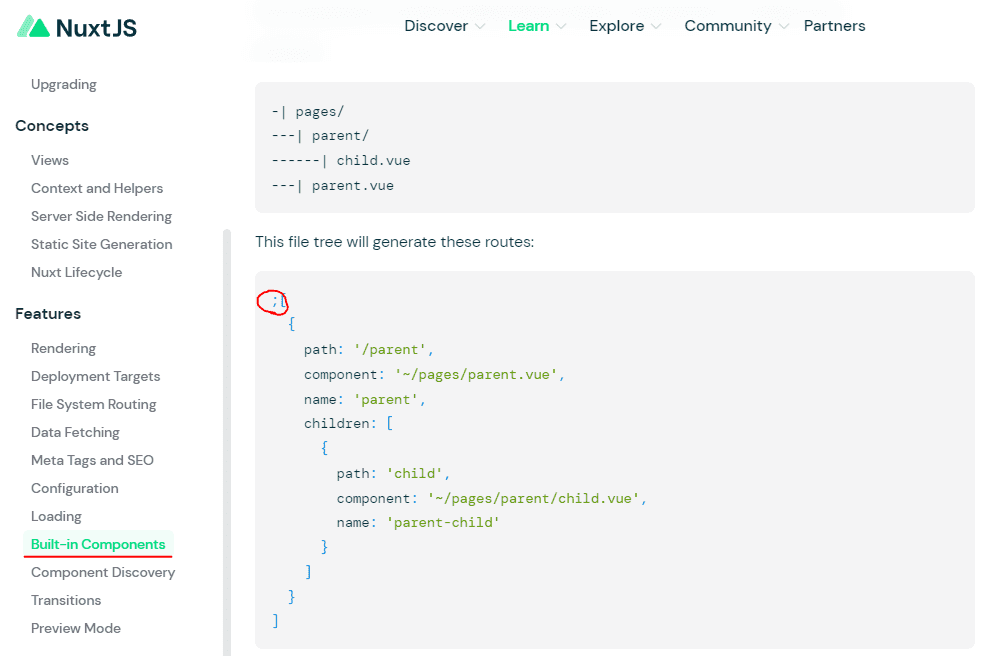 NuxtJS
Discover Learn Explore Community Partners
Upgrading
Concepts
Views
Context and Helpers
Server Side Rendering
Static Site Generation
Nuxt Lifecycle
Features
Rendering
Deployment Targets
File System Routing
Data Fetching
Meta Tags and SEO
Configuration
Loading
Built-in Components
Component Discovery
Transitions
Preview Mode
-| pages/
---| parent/
------| child.vue
---| parent.vue
This file tree will generate these routes:
;[
  {
    path: '/parent',
    component: '~/pages/parent.vue',
    name: 'parent',
    children: [
      {
        path: 'child',
        component: '~/pages/parent/child.vue',
        name: 'parent-child'
      }
    ]
  }
]